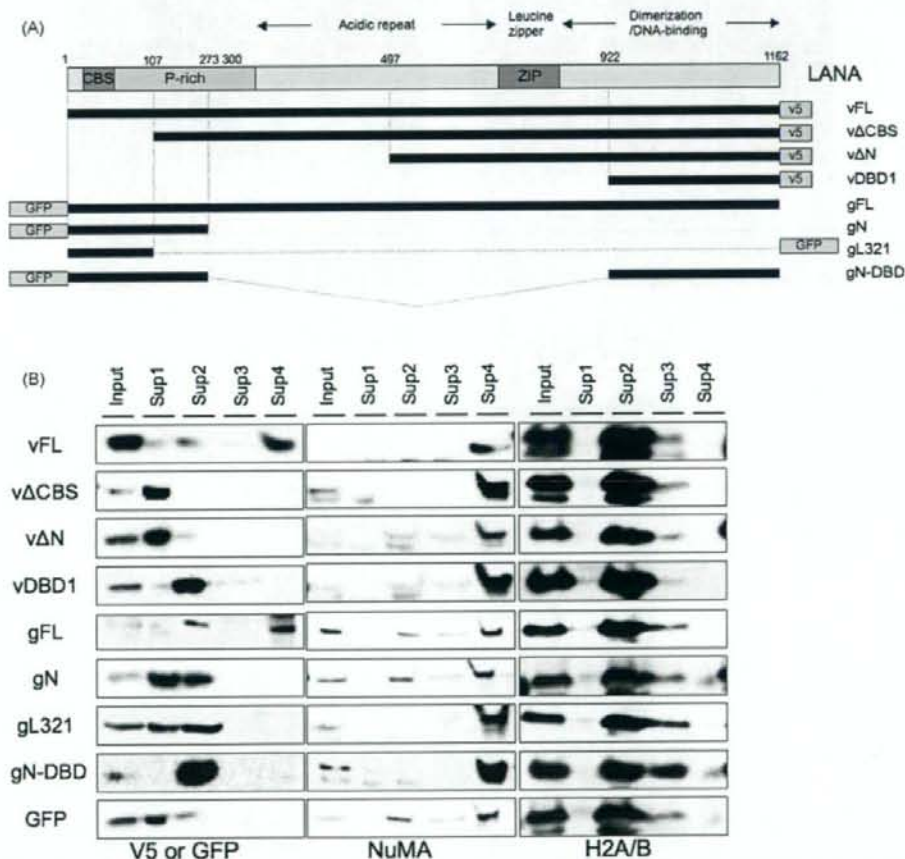 (A)
Acidic repeat
Leucine
zipper
Dimerization
/DNA-binding
1 107 273 300 497 922 1162
CBS P-rich ZIP LANA
v5 vFL
v5 vΔCBS
v5 vΔN
v5 vDBD1
GFP gFL
GFP gN
GFP gL321
GFP gN-DBD
(B)
Input Sup1 Sup2 Sup3 Sup4 Input Sup1 Sup2 Sup3 Sup4 Input Sup1 Sup2 Sup3 Sup4
vFL
vΔCBS
vΔN
vDBD1
gFL
gN
gL321
gN-DBD
GFP
V5 or GFP NuMA H2A/B